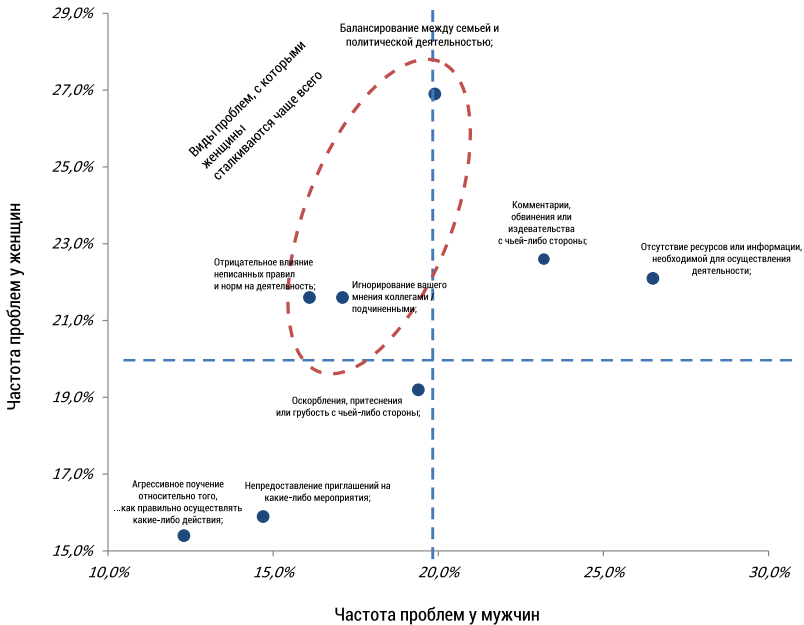 29,0%
27,0%
25,0%
23,0%
21,0%
19,0%
17,0%
15,0%
10,0%
15,0%
20,0%
25,0%
30,0%
Частота проблем у женщин
Частота проблем у мужчин
Виды проблем, с которыми
женщины
сталкиваются чаще всего
Балансирование между семьей и
политической деятельностью;
Комментарии,
обвинения или
издевательства
с чьей-либо стороны;
Отсутствие ресурсов или информации,
необходимой для осуществления
деятельности;
Отрицательное влияние
неписанных правил
и норм на деятельность;
Игнорирование вашего
мнения коллегами /
подчиненными;
Оскорбления, притеснения
или грубость с чьей-либо стороны;
Агрессивное поучение
относительно того,
...как правильно осуществлять
какие-либо действия;
Непредоставление приглашений на
какие-либо мероприятия;